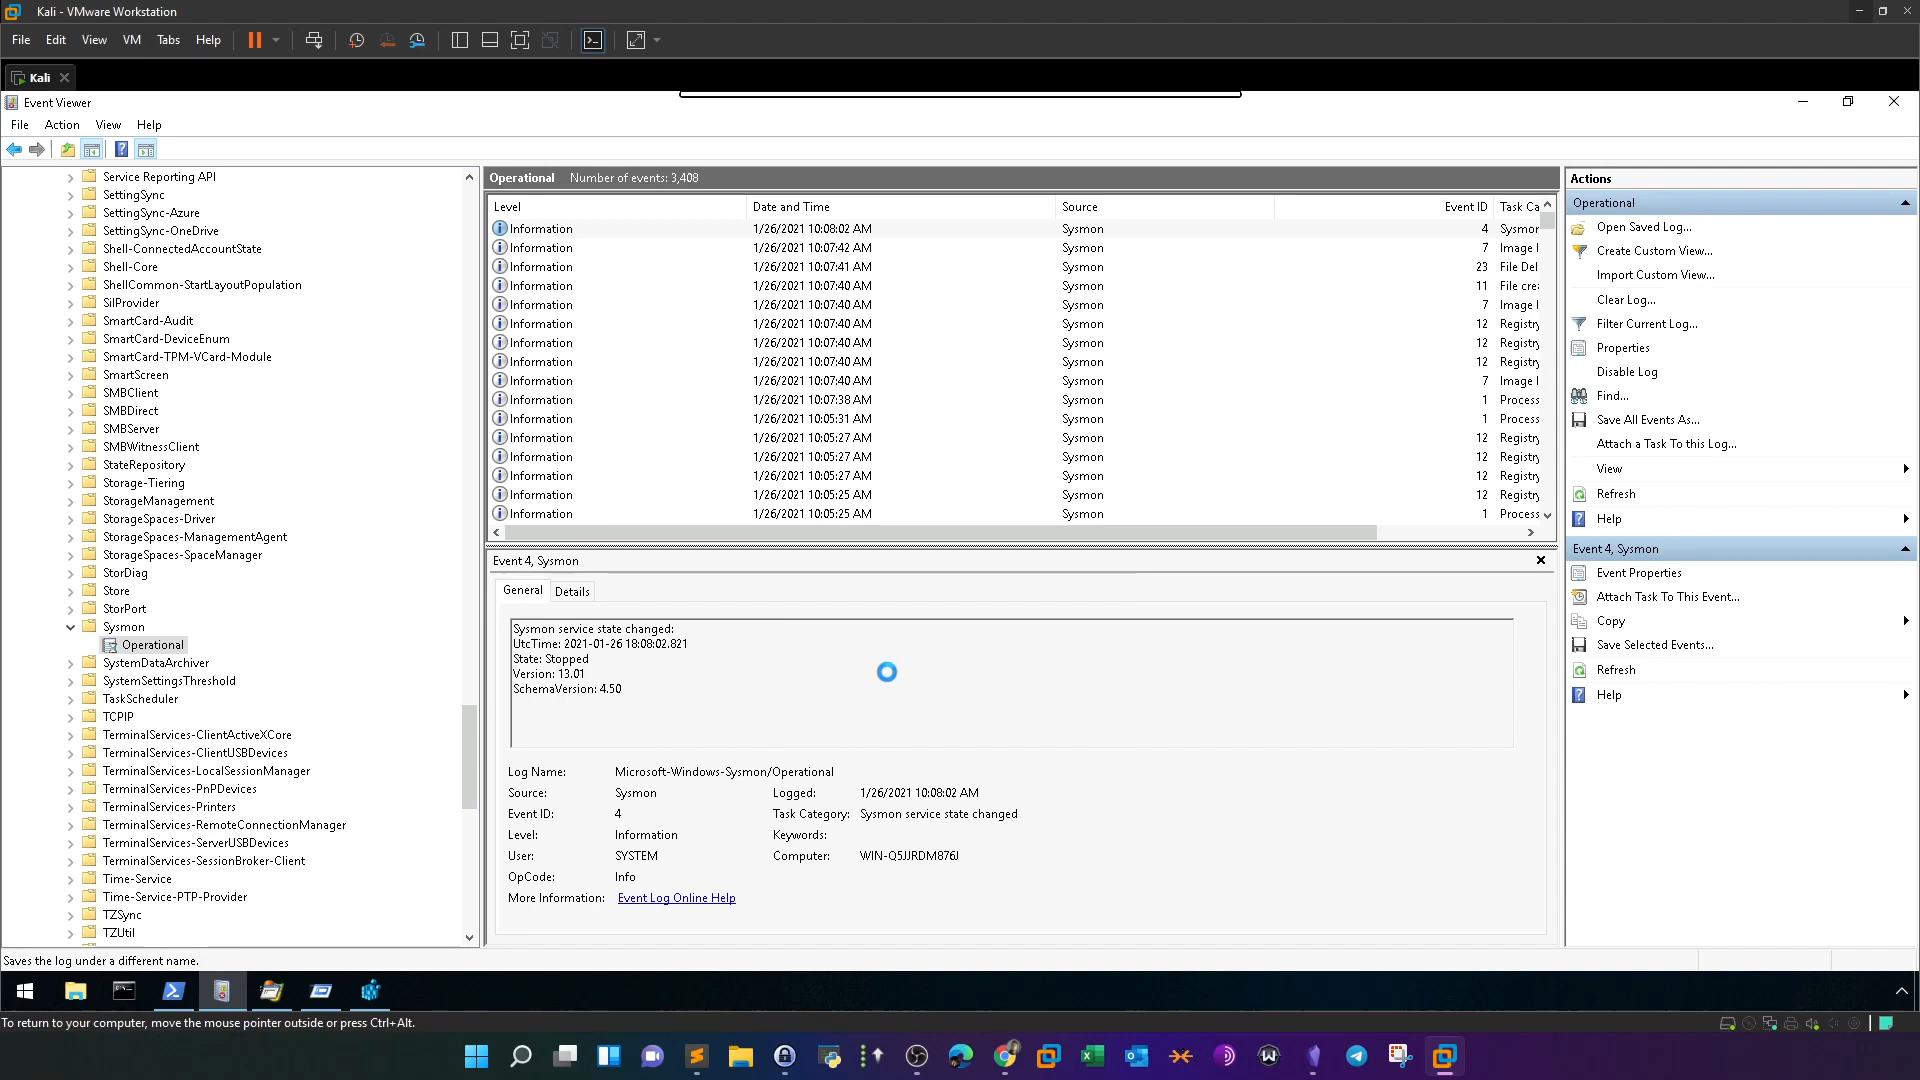 Kali - VMware Workstation
File Edit View VM Tabs Help
Kali
Event Viewer
File Action View Help
Service Reporting API
SettingSync
SettingSync-Azure
SettingSync-OneDrive
Shell-ConnectedAccountState
Shell-Core
ShellCommon-StartLayoutPopulation
SilProvider
SmartCard-Audit
SmartCard-DeviceEnum
SmartCard-TPM-VCard-Module
SmartScreen
SMBClient
SMBDirect
SMBServer
SMBWitnessClient
StateRepository
Storage-Tiering
StorageManagement
StorageSpaces-Driver
StorageSpaces-ManagementAgent
StorageSpaces-SpaceManager
StorDiag
Store
StorPort
Sysmon
Operational
SystemDataArchiver
SystemSettingsThreshold
TaskScheduler
TCPIP
TerminalServices-ClientActiveXCore
TerminalServices-ClientUSBDevices
TerminalServices-LocalSessionManager
TerminalServices-PnPDevices
TerminalServices-Printers
TerminalServices-RemoteConnectionManager
TerminalServices-ServerUSBDevices
TerminalServices-SessionBroker-Client
Time-Service
Time-Service-PTP-Provider
TZSync
TZUtil
Operational Number of events: 3,408
Level Date and Time Source Event ID Task Ca
Information 1/26/2021 10:08:02 AM Sysmon 4 Sysmor
Information 1/26/2021 10:07:42 AM Sysmon 7 Image l
Information 1/26/2021 10:07:41 AM Sysmon 23 File Del
Information 1/26/2021 10:07:40 AM Sysmon 11 File cre
Information 1/26/2021 10:07:40 AM Sysmon 7 Image l
Information 1/26/2021 10:07:40 AM Sysmon 12 Registry
Information 1/26/2021 10:07:40 AM Sysmon 12 Registry
Information 1/26/2021 10:07:40 AM Sysmon 12 Registry
Information 1/26/2021 10:07:40 AM Sysmon 7 Image l
Information 1/26/2021 10:07:38 AM Sysmon 1 Process
Information 1/26/2021 10:05:31 AM Sysmon 1 Process
Information 1/26/2021 10:05:27 AM Sysmon 12 Registry
Information 1/26/2021 10:05:27 AM Sysmon 12 Registry
Information 1/26/2021 10:05:27 AM Sysmon 12 Registry
Information 1/26/2021 10:05:25 AM Sysmon 12 Registry
Information 1/26/2021 10:05:25 AM Sysmon 1 Process
Event 4, Sysmon
General Details
Sysmon service state changed:
UtcTime: 2021-01-26 18:08:02.821
State: Stopped
Version: 13.01
SchemaVersion: 4.50
Log Name: Microsoft-Windows-Sysmon/Operational
Source: Sysmon Logged: 1/26/2021 10:08:02 AM
Event ID: 4 Task Category: Sysmon service state changed
Level: Information Keywords:
User: SYSTEM Computer: WIN-Q5JJRDM876J
OpCode: Info
More Information: Event Log Online Help
Actions
Operational
Open Saved Log...
Create Custom View...
Import Custom View...
Clear Log...
Filter Current Log...
Properties
Disable Log
Find...
Save All Events As...
Attach a Task To this Log...
View
Refresh
Help
Event 4, Sysmon
Event Properties
Attach Task To This Event...
Copy
Save Selected Events...
Refresh
Help
Saves the log under a different name.
To return to your computer, move the mouse pointer outside or press Ctrl+Alt.